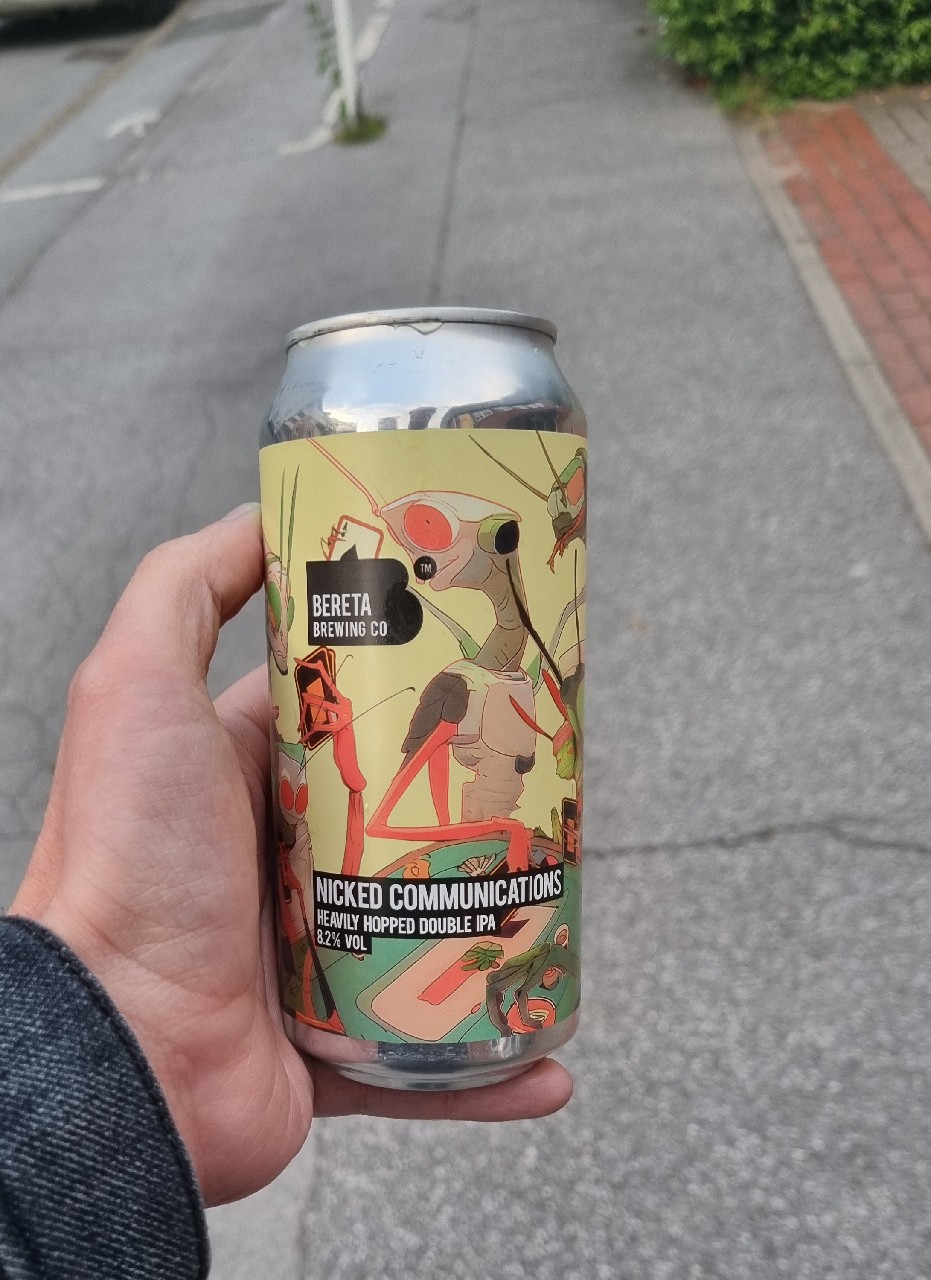 TM
BERETA
BREWING CO
NICKED COMMUNICATIONS
HEAVILY HOPPED DOUBLE IPA
8.2% VOL